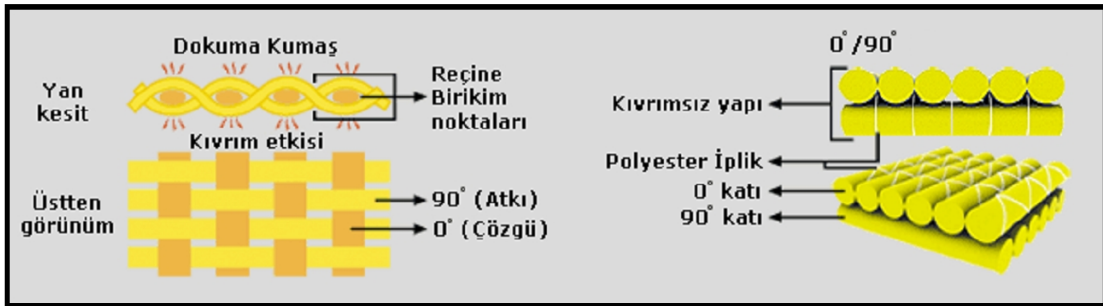 Dokuma Kumaş
Yan
kesit
Reçine
Birikim
noktaları
Kıvrım etkisi
Üstten
görünüm
90° (Atkı)
0° (Çözgü)
0°/90°
Kıvrımsız yapı
Polyester İplik
0° katı
90° katı